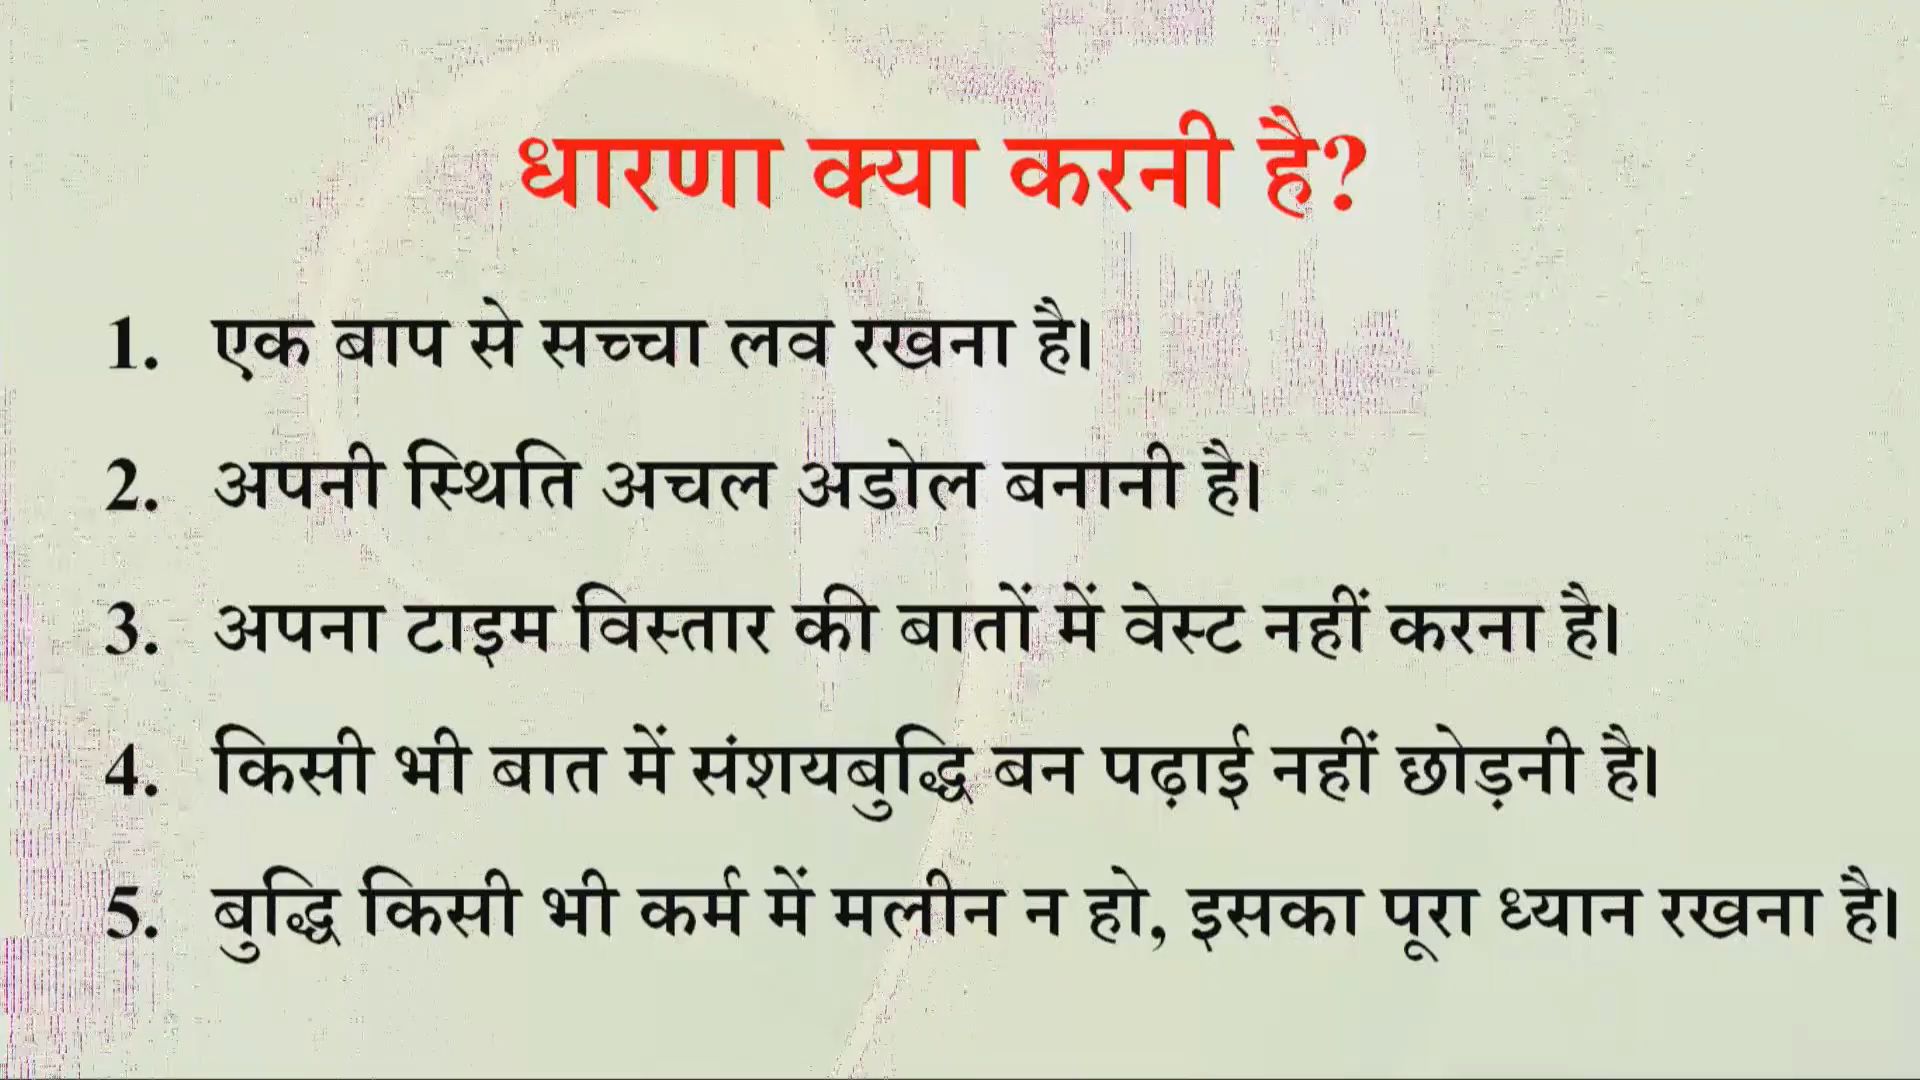 धारणा क्या करनी है?
1. एक बाप से सच्चा लव रखना है।
2. अपनी स्थिति अचल अडोल बनानी है।
3. अपना टाइम विस्तार की बातों में वेस्ट नहीं करना है।
4. किसी भी बात में संशयबुद्धि बन पढ़ाई नहीं छोड़नी है।
5. बुद्धि किसी भी कर्म में मलीन न हो, इसका पूरा ध्यान रखना है।